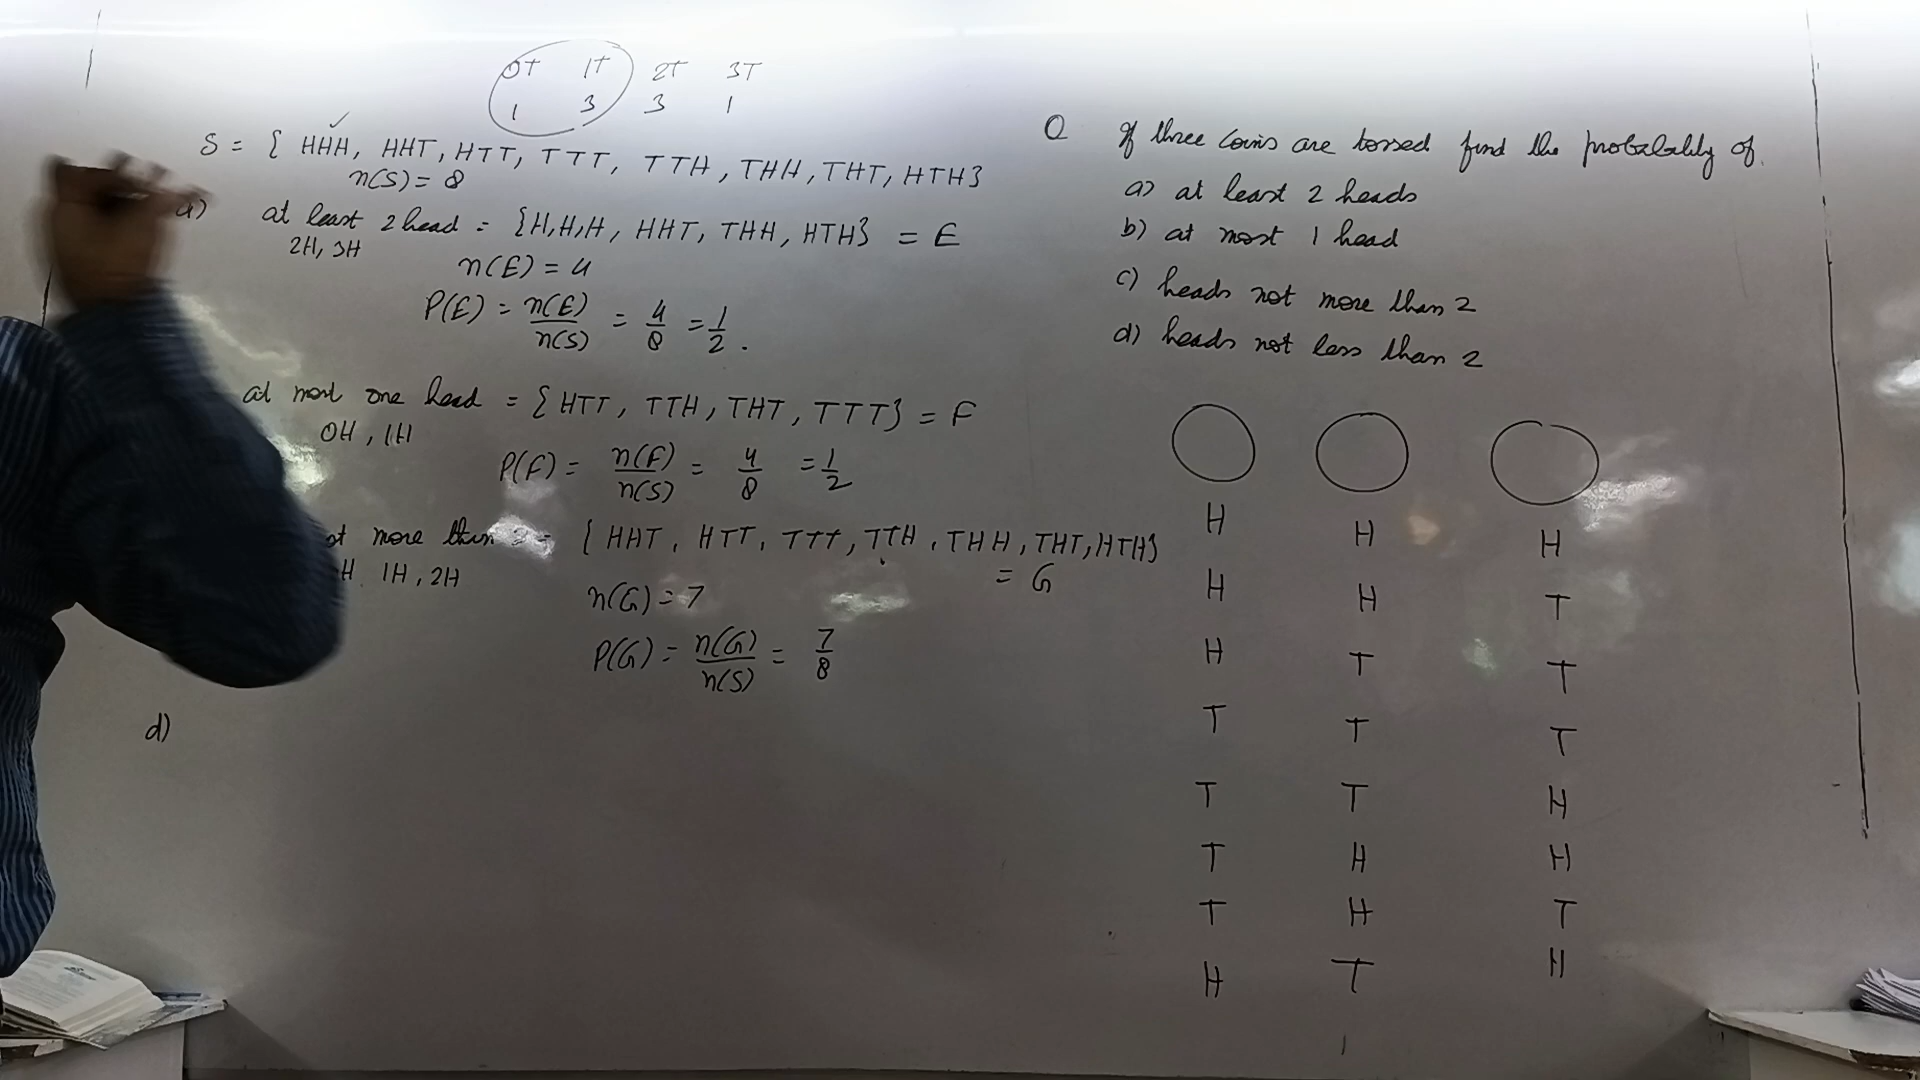 0T 1T 2T 3T
1 3 3 1
S = { HHH, HHT, HTT, TTT, TTH, THH, THT, HTH}
n(S) = 8
a) at least 2 head = {H,H,H, HHT, THH, HTH} = E
2H, 3H
n(E) = 4
P(E) = n(E)/n(S) = 4/8 = 1/2.
at most one head = { HTT, TTH, THT, TTT} = F
0H, 1H
P(F) = n(F)/n(S) = 4/8 = 1/2
more than = { HHT, HTT, TTT, TTH, THH, THT, HTH}
H 1H, 2H
= G
n(G) = 7
P(G) = n(G)/n(S) = 7/8
d)
Q If three coins are tossed find the probability of.
a) at least 2 heads
b) at most 1 head
c) heads not more than 2
d) heads not less than 2
H H H
H H T
H T T
T T T
T T H
T H H
T H T
H T H